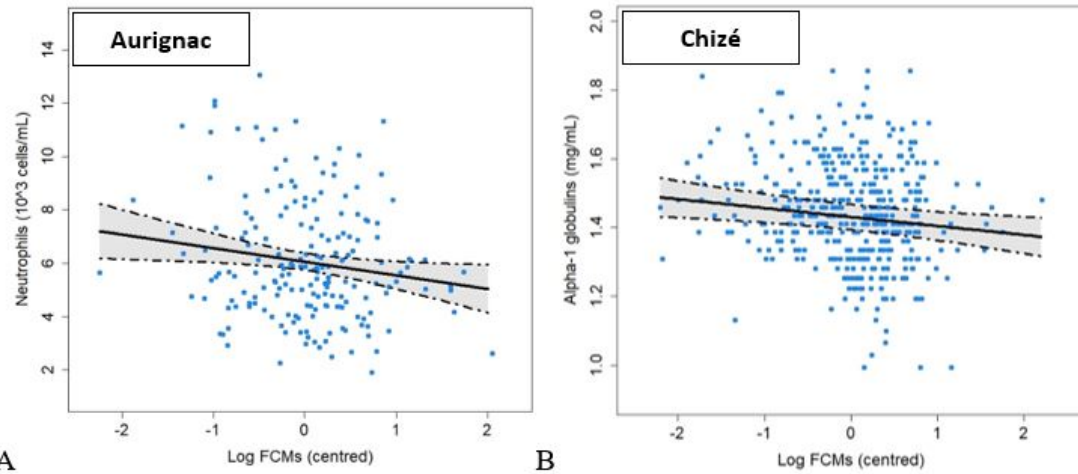 Aurignac
Neutrophils (10^3 cells/mL)
14
12
10
8
6
4
2
-2 -1 0 1 2
Log FCMs (centred)
A
Chizé
Alpha-1 globulins (mg/mL)
2.0
1.8
1.6
1.4
1.2
1.0
-2 -1 0 1 2
Log FCMs (centred)
B